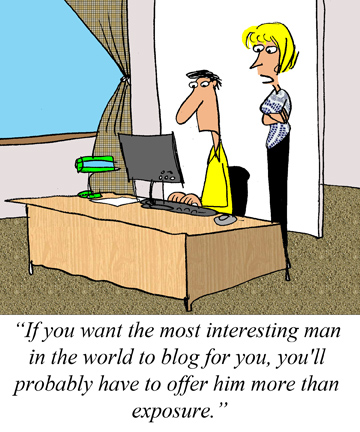 “If you want the most interesting man
in the world to blog for you, you'll
probably have to offer him more than
exposure.”